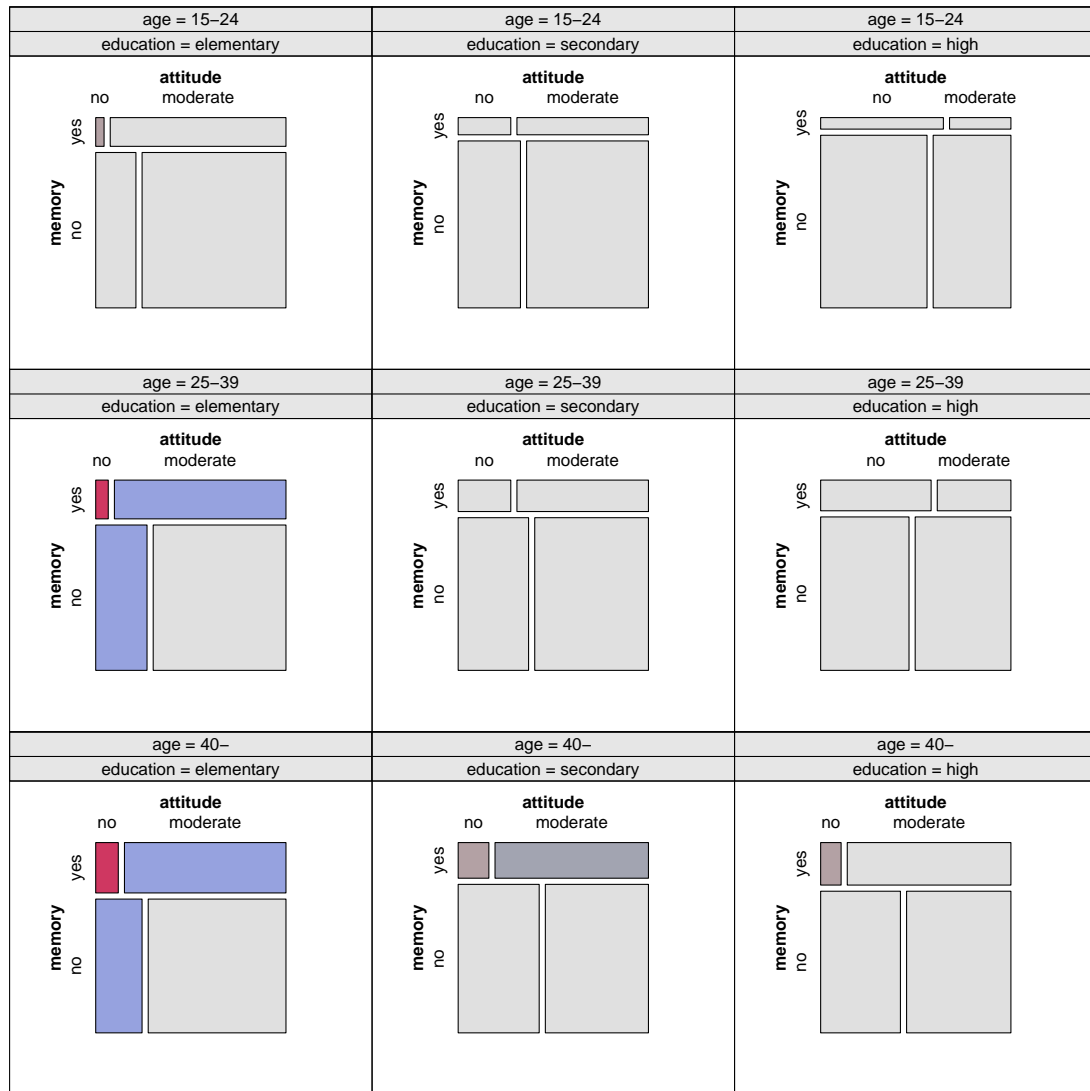 age = 15−24
education = elementary
attitude
no moderate
memory
yes
no
age = 15−24
education = secondary
attitude
no moderate
memory
yes
no
age = 15−24
education = high
attitude
no moderate
memory
yes
no
age = 25−39
education = elementary
attitude
no moderate
memory
yes
no
age = 25−39
education = secondary
attitude
no moderate
memory
yes
no
age = 25−39
education = high
attitude
no moderate
memory
yes
no
age = 40−
education = elementary
attitude
no moderate
memory
yes
no
age = 40−
education = secondary
attitude
no moderate
memory
yes
no
age = 40−
education = high
attitude
no moderate
memory
yes
no